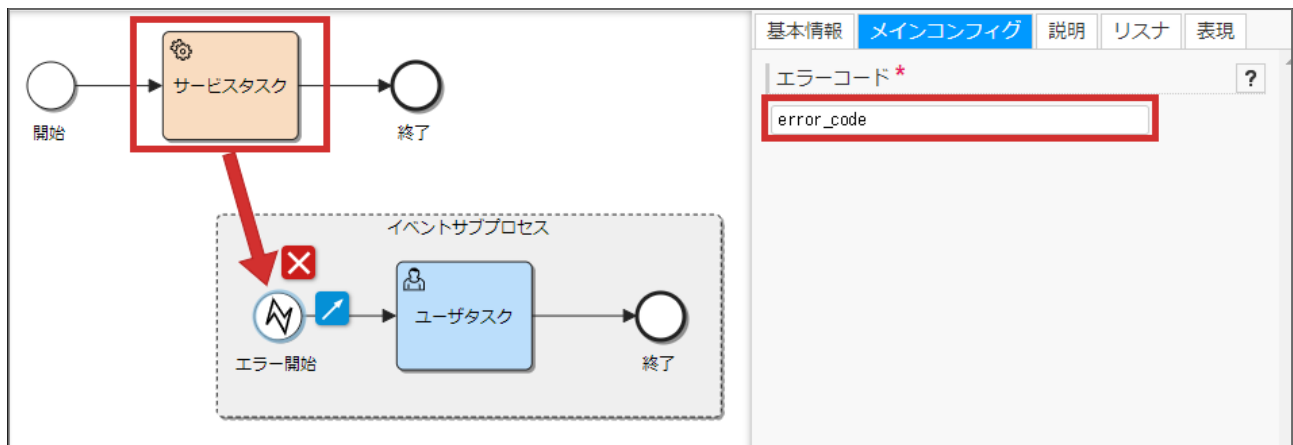 サービスタスク
開始
終了
イベントサブプロセス
ユーザタスク
エラー開始
終了
基本情報 メインコンフィグ 説明 リスナ 表現
エラーコード * ?
error_code